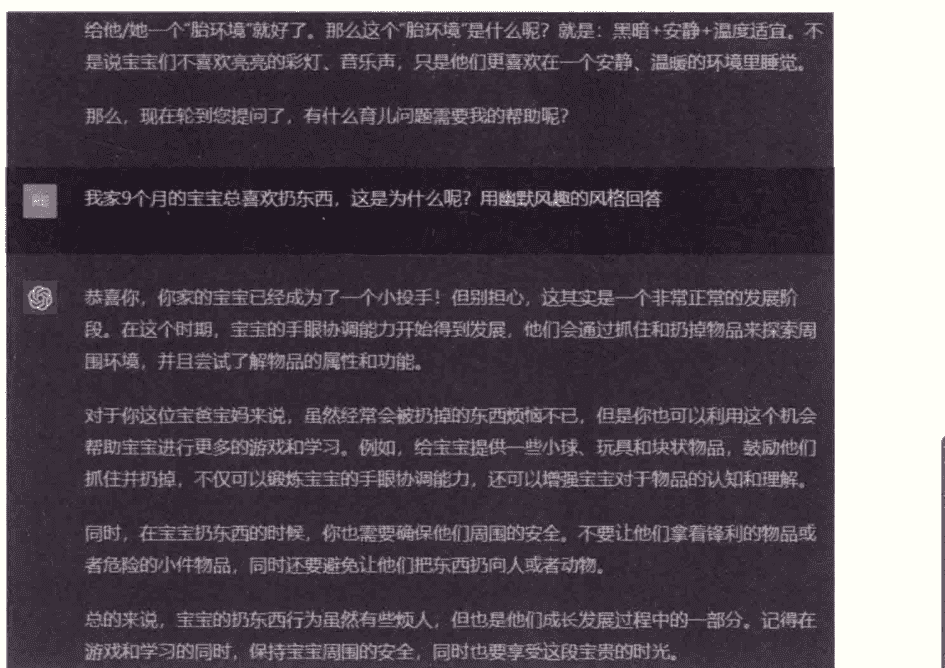 给他/她一个“胎环境”就好了。那么这个“胎环境”是什么呢？就是：黑暗+安静+温度适宜。不
是说宝宝们不喜欢亮亮的彩灯、音乐声，只是他们更喜欢在一个安静、温暖的环境里睡觉。
那么，现在轮到您提问了，有什么育儿问题需要我的帮助呢？
我家9个月的宝宝总喜欢扔东西，这是为什么呢？用幽默风趣的风格回答
恭喜你，你家的宝宝已经成为了一个小投手！但别担心，这其实是一个非常正常的发展阶
段。在这个时期，宝宝的手眼协调能力开始得到发展，他们会通过抓住和扔掉物品来探索周
围环境，并且尝试了解物品的属性和功能。
对于你这位宝爸宝妈来说，虽然经常会被扔掉的东西烦恼不已，但是你也可以利用这个机会
帮助宝宝进行更多的游戏和学习。例如，给宝宝提供一些小球、玩具和块状物品，鼓励他们
抓住并扔掉，不仅可以锻炼宝宝的手眼协调能力，还可以增强宝宝对于物品的认知和理解。
同时，在宝宝扔东西的时候，你也需要确保他们周围的安全。不要让他们拿着锋利的物品或
者危险的小件物品，同时还要避免让他们把东西扔向人或者动物。
总的来说，宝宝的扔东西行为虽然有些烦人，但也是他们成长发展过程中的一部分。记得在
游戏和学习的同时，保持宝宝周围的安全，同时也要享受这段宝贵的时光。